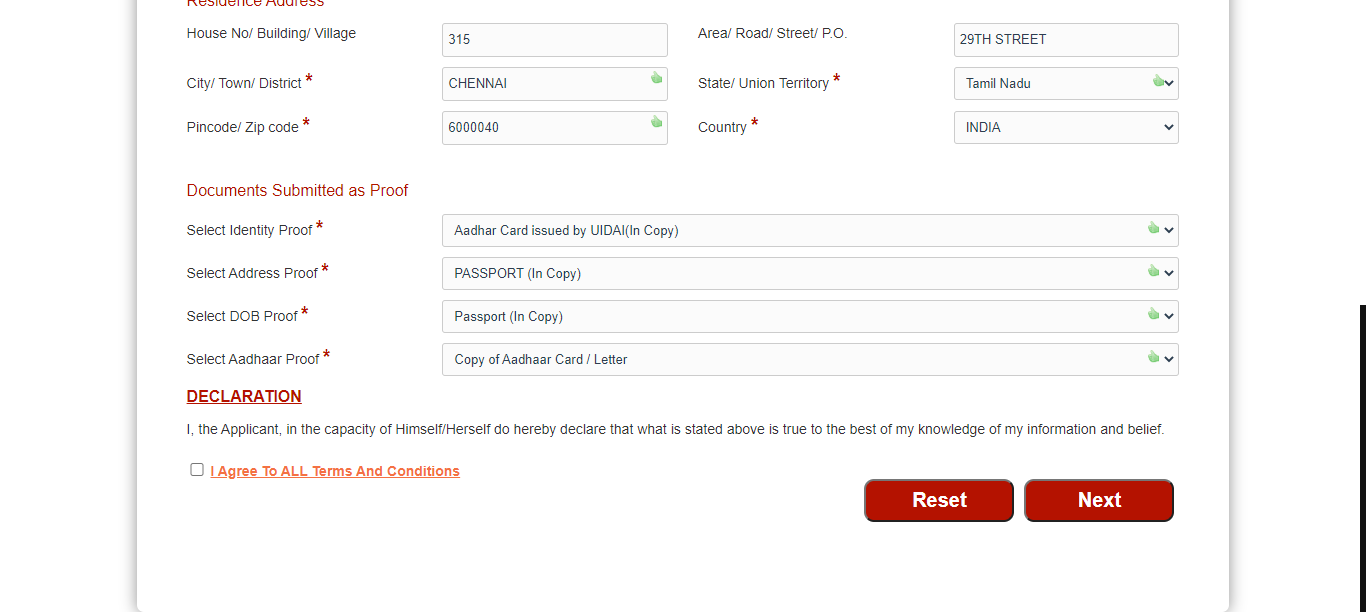 Residence Address
House No/ Building/ Village 315 Area/ Road/ Street/ P.O. 29TH STREET
City/ Town/ District * CHENNAI State/ Union Territory * Tamil Nadu
Pincode/ Zip code * 6000040 Country * INDIA
Documents Submitted as Proof
Select Identity Proof * Aadhar Card issued by UIDAI(In Copy)
Select Address Proof * PASSPORT (In Copy)
Select DOB Proof * Passport (In Copy)
Select Aadhaar Proof * Copy of Aadhaar Card / Letter
DECLARATION
I, the Applicant, in the capacity of Himself/Herself do hereby declare that what is stated above is true to the best of my knowledge of my information and belief.
I Agree To ALL Terms And Conditions
Reset Next